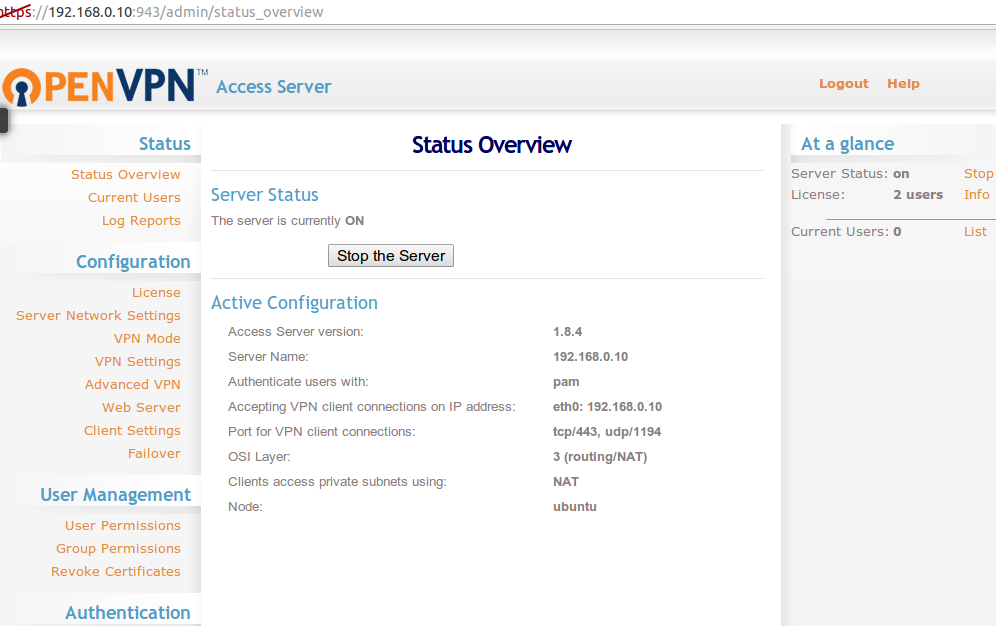 https://192.168.0.10:943/admin/status_overview
OPENVPN™ Access Server
Logout Help
Status
Status Overview
Current Users
Log Reports
Configuration
License
Server Network Settings
VPN Mode
VPN Settings
Advanced VPN
Web Server
Client Settings
Failover
User Management
User Permissions
Group Permissions
Revoke Certificates
Authentication
Status Overview
Server Status
The server is currently ON
Stop the Server
Active Configuration
Access Server version: 1.8.4
Server Name: 192.168.0.10
Authenticate users with: pam
Accepting VPN client connections on IP address: eth0: 192.168.0.10
Port for VPN client connections: tcp/443, udp/1194
OSI Layer: 3 (routing/NAT)
Clients access private subnets using: NAT
Node: ubuntu
At a glance
Server Status: on Stop
License: 2 users Info
Current Users: 0 List